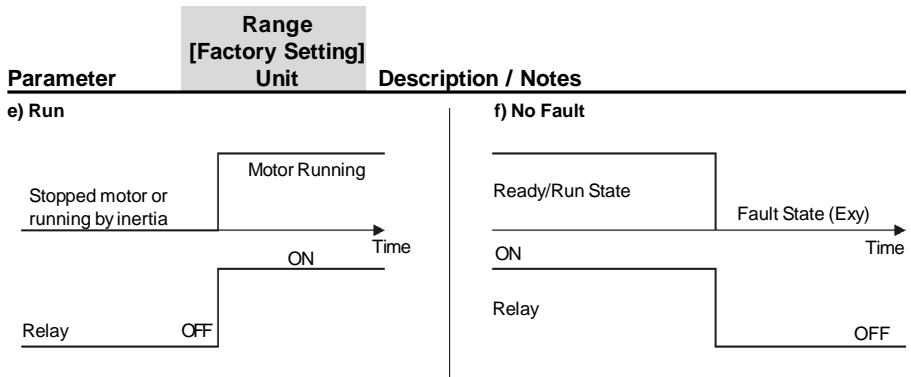 Range
[Factory Setting]
Parameter Unit Description / Notes
e) Run
Motor Running
Stopped motor or
running by inertia
Time
ON
Relay OFF
f) No Fault
Ready/Run State
Fault State (Exy)
Time
ON
Relay
OFF